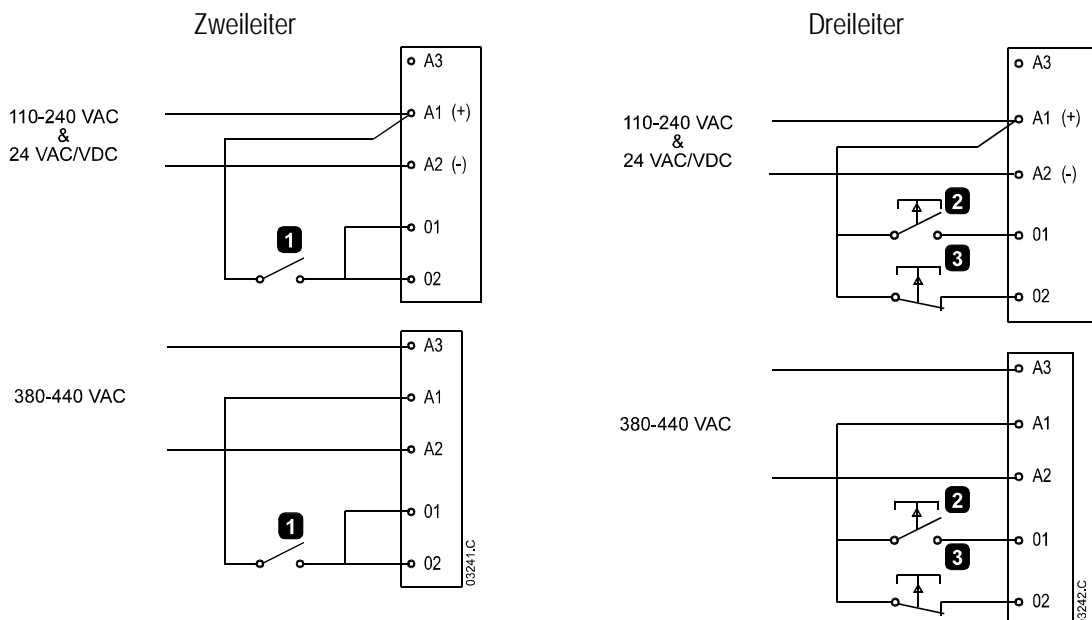 Zweileiter
110-240 VAC
&
24 VAC/VDC
A3
A1 (+)
A2 (-)
01
02
1
380-440 VAC
A3
A1
A2
01
02
1
03241.C
Dreileiter
110-240 VAC
&
24 VAC/VDC
A3
A1 (+)
A2 (-)
2
01
3
02
380-440 VAC
A3
A1
A2
2
01
3
02
03242.C